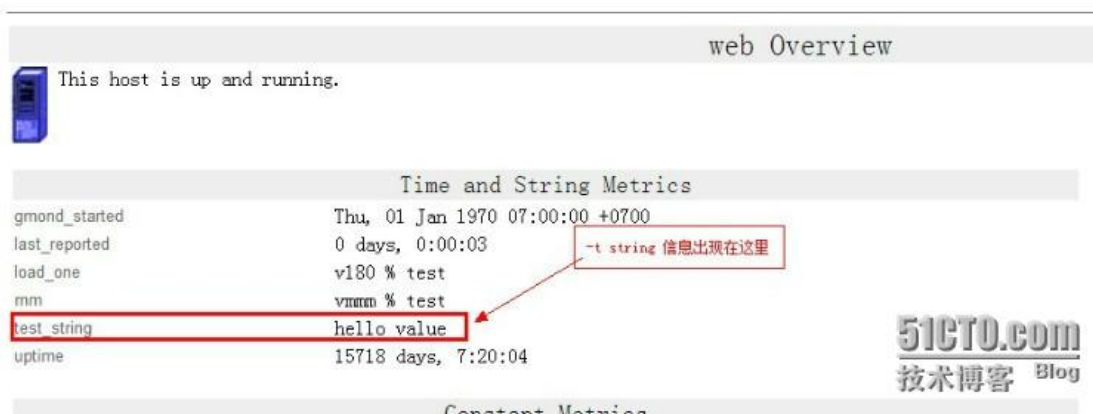 web Overview
This host is up and running.
Time and String Metrics
gmond_started Thu, 01 Jan 1970 07:00:00 +0700
last_reported 0 days, 0:00:03
-t string 信息出现在这里
load_one v180 % test
mm vmmm % test
test_string hello value
uptime 15718 days, 7:20:04
51CTO.com
技术博客 Blog
Constant Metrics